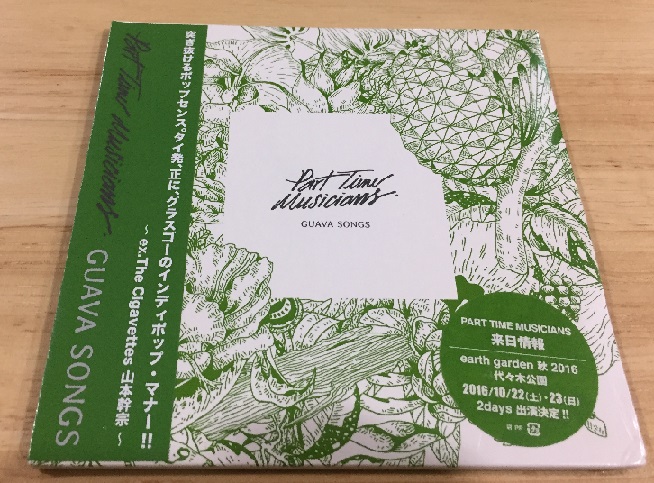 Part Time Musicians
GUAVA SONGS
突き抜けるポップセンス。タイ発、正に、グラスゴーのインディポップ・マナー!!
～ ex.The Cigavettes 山本幹宗 ～
Part Time
Musicians
GUAVA SONGS
PART TIME MUSICIANS
来日情報
earth garden 秋 2016
代々木公園
2016/10/22(土)・23(日)
2days 出演決定!!